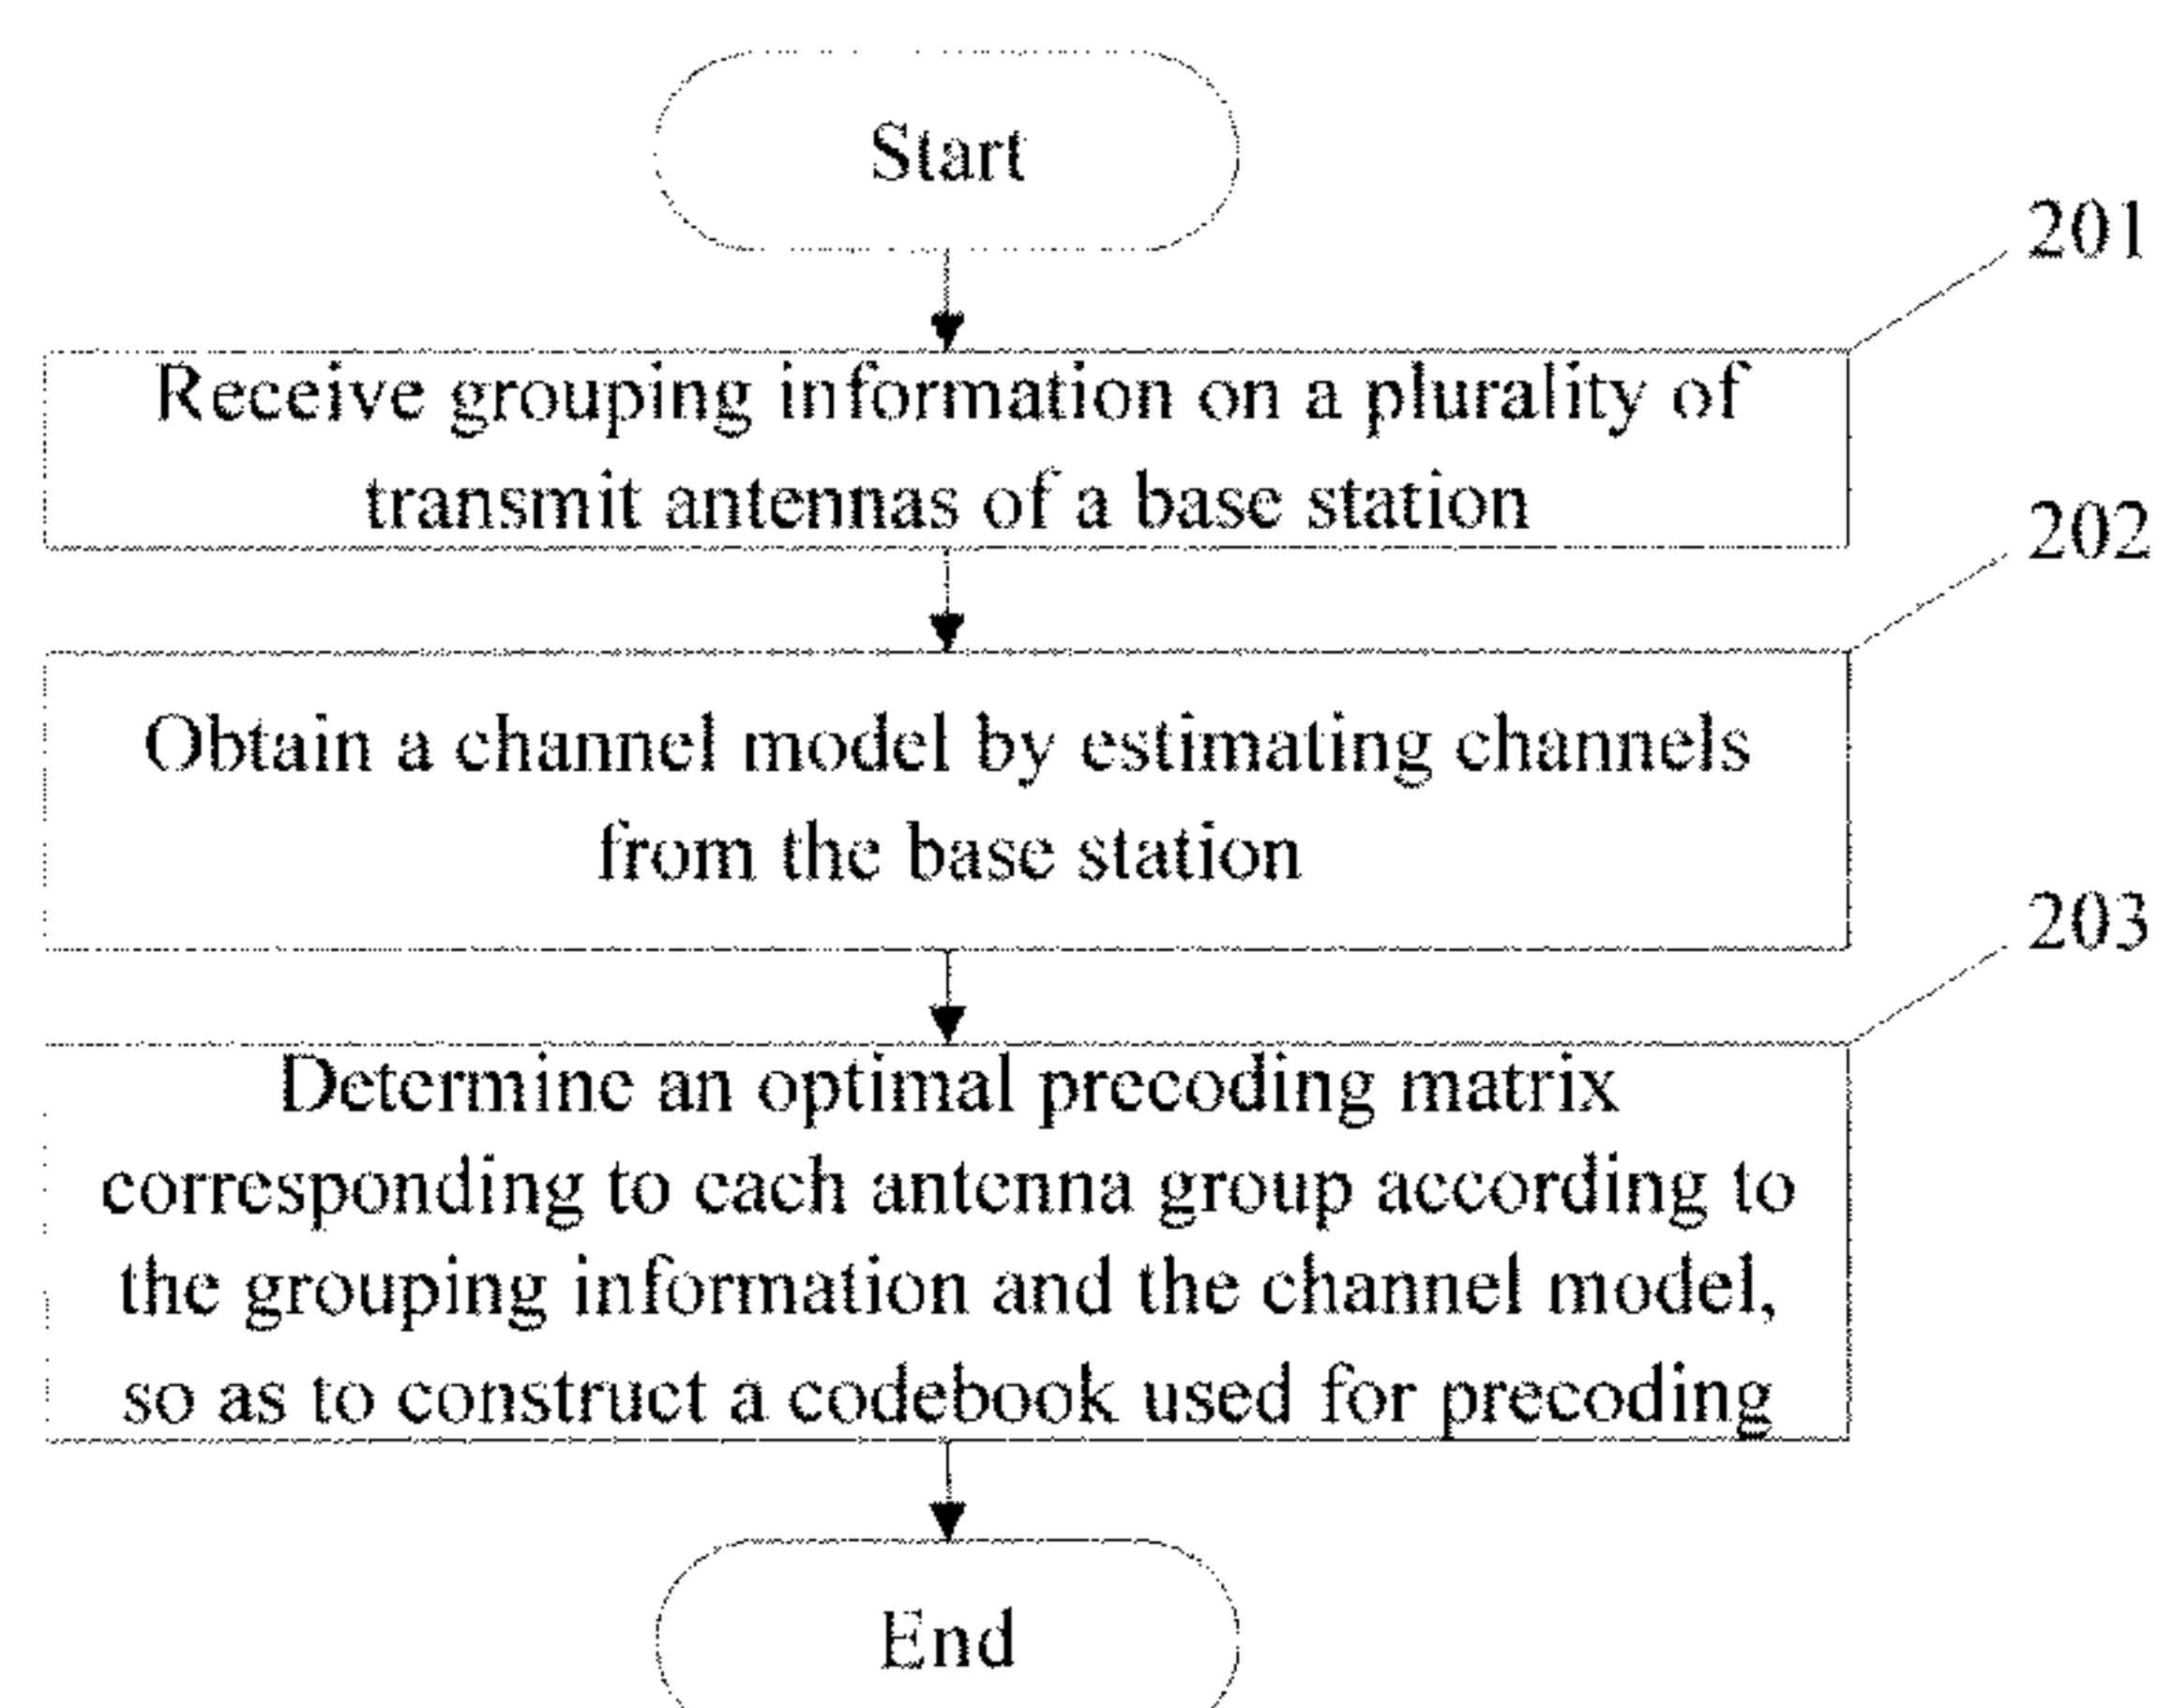 Start
201
Receive grouping information on a plurality of
transmit antennas of a base station
202
Obtain a channel model by estimating channels
from the base station
203
Determine an optimal precoding matrix
corresponding to each antenna group according to
the grouping information and the channel model,
so as to construct a codebook used for precoding
End